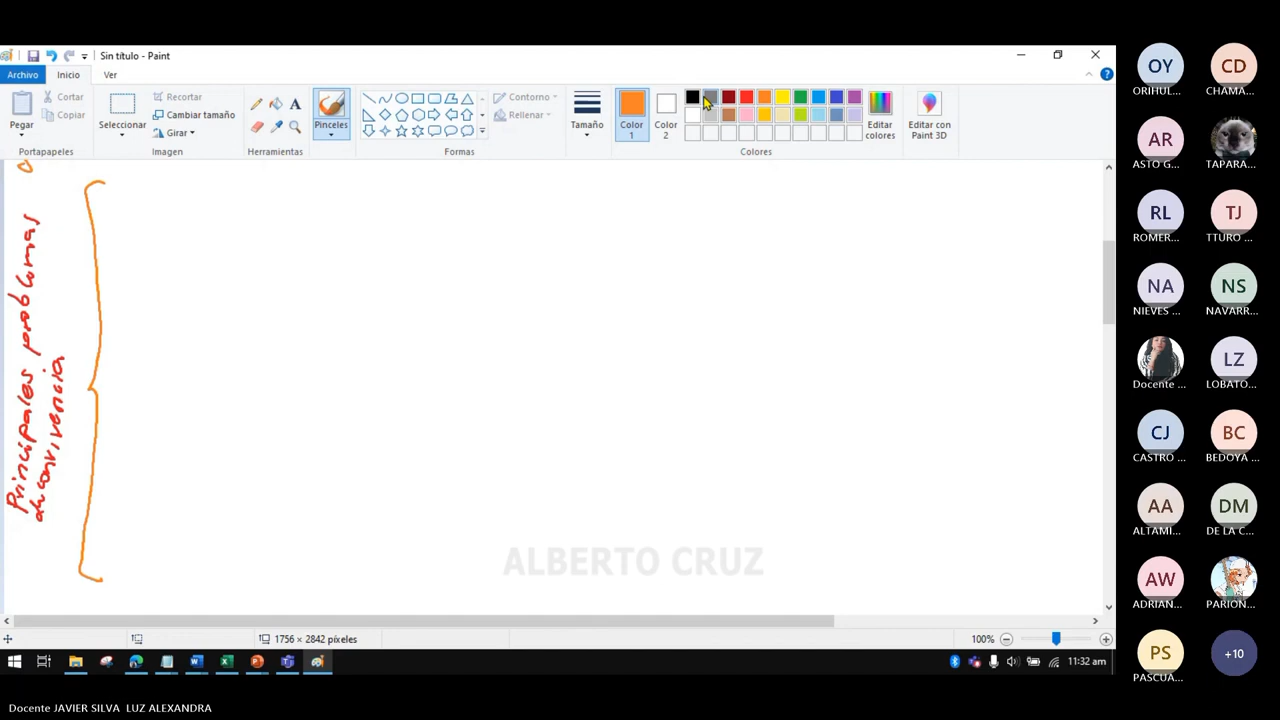 Sin título - Paint
Archivo
Inicio
Ver
Pegar
Cortar
Copiar
Portapapeles
Seleccionar
Recortar
Cambiar tamaño
Girar
Imagen
A
Herramientas
Pinceles
Contorno
Rellenar
Formas
Tamaño
Color 1
Color 2
Editar colores
Editar con Paint 3D
Colores
Principales problemas
de convivencia
ALBERTO CRUZ
1756 × 2842 píxeles
100%
11:32 am
OY
ORIHUL...
CD
CHAMA...
AR
ASTO G...
TAPARA...
RL
ROMER...
TJ
TTURO ...
NA
NIEVES ...
NS
NAVARR...
Docente ...
LZ
LOBATO...
CJ
CASTRO ...
BC
BEDOYA ...
AA
ALTAMI...
DM
DE LA C...
AW
ADRIAN...
PARION...
PS
PASCUA...
+10
Docente JAVIER SILVA LUZ ALEXANDRA